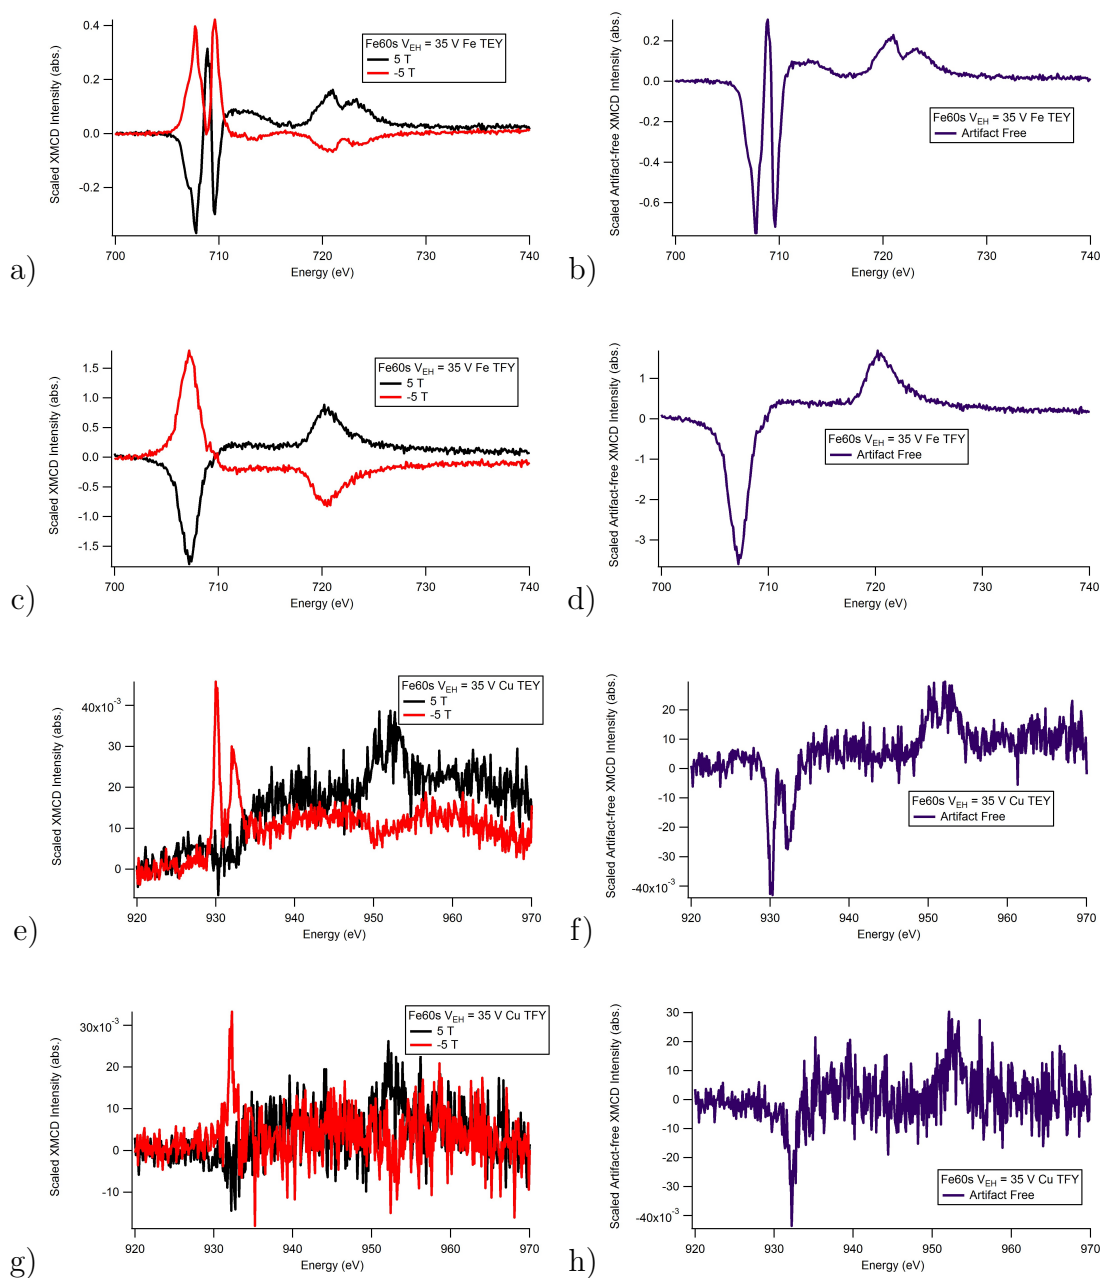 Scaled XMCD Intensity (abs.)
0.4
0.2
0.0
-0.2
Fe60s V_EH = 35 V Fe TEY
5 T
-5 T
700
710
720
730
740
Energy (eV)
a)
Scaled Artifact-free XMCD Intensity (abs.)
0.2
0.0
-0.2
-0.4
-0.6
Fe60s V_EH = 35 V Fe TEY
Artifact Free
700
710
720
730
740
Energy (eV)
b)
Scaled XMCD Intensity (abs.)
1.5
1.0
0.5
0.0
-0.5
-1.0
-1.5
Fe60s V_EH = 35 V Fe TFY
5 T
-5 T
700
710
720
730
740
Energy (eV)
c)
Scaled Artifact-free XMCD Intensity (abs.)
1
0
-1
-2
-3
Fe60s V_EH = 35 V Fe TFY
Artifact Free
700
710
720
730
740
Energy (eV)
d)
Scaled XMCD Intensity (abs.)
40x10⁻³
30
20
10
0
Fe60s V_EH = 35 V Cu TEY
5 T
-5 T
920
930
940
950
960
970
Energy (eV)
e)
Scaled Artifact-free XMCD Intensity (abs.)
20
10
0
-10
-20
-30
-40x10⁻³
Fe60s V_EH = 35 V Cu TEY
Artifact Free
920
930
940
950
960
970
Energy (eV)
f)
Scaled XMCD Intensity (abs.)
30x10⁻³
20
10
0
-10
Fe60s V_EH = 35 V Cu TFY
5 T
-5 T
920
930
940
950
960
970
Energy (eV)
g)
Scaled Artifact-free XMCD Intensity (abs.)
30
20
10
0
-10
-20
-30
-40x10⁻³
Fe60s V_EH = 35 V Cu TFY
Artifact Free
920
930
940
950
960
970
Energy (eV)
h)